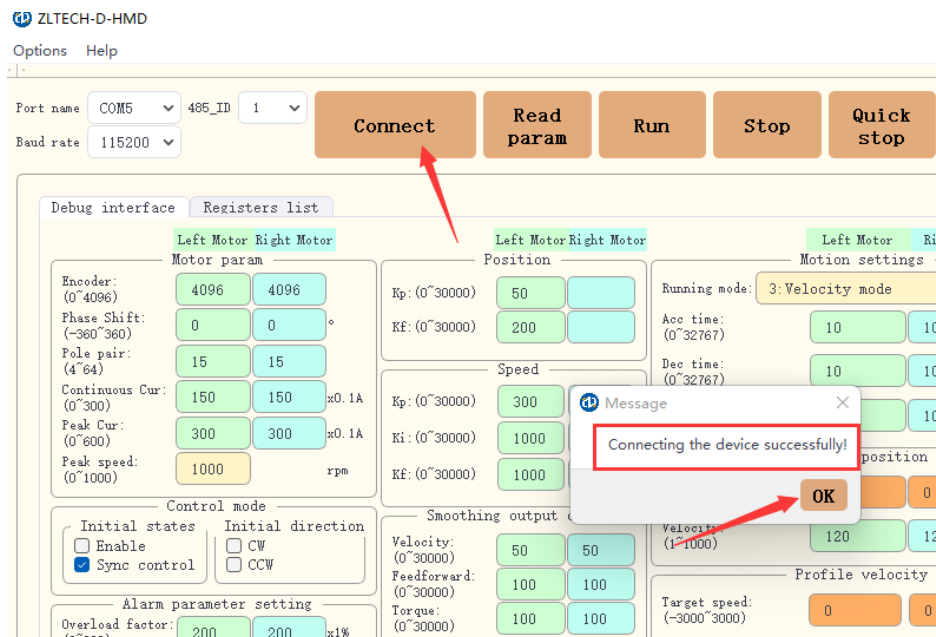 ZLTECH-D-HMD
Options Help
Port name COM5 485_ID 1
Baud rate 115200
Connect
Read param
Run
Stop
Quick stop
Debug interface Registers list
Left Motor Right Motor
Motor param
Encoder: (0~4096) 4096 4096
Phase Shift: (-360~360) 0 0 °
Pole pair: (4~64) 15 15
Continuous Cur: (0~300) 150 150 x0.1A
Peak Cur: (0~600) 300 300 x0.1A
Peak speed: (0~1000) 1000 rpm
Control mode
Initial states Initial direction
Enable CW
Sync control CCW
Alarm parameter setting
Overload factor: 200 200 x1%
Left Motor Right Motor
Position
Kp:(0~30000) 50
Kf:(0~30000) 200
Speed
Kp:(0~30000) 300
Ki:(0~30000) 1000
Kf:(0~30000) 1000
Smoothing output
Velocity: (0~30000) 50 50
Feedforward: (0~30000) 100 100
Torque: (0~30000) 100 100
Left Motor
Motion settings
Running mode: 3:Velocity mode
Acc time: (0~32767) 10 10
Dec time: (0~32767) 10 10
Message
Connecting the device successfully!
OK
position
0
Velocity: (1~1000) 120 12
Profile velocity
Target speed: (-3000~3000) 0 0